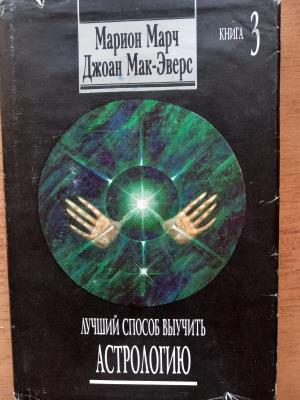 Марион Марч
Джоан Мак-Эверс
КНИГА 3
ЛУЧШИЙ СПОСОБ ВЫУЧИТЬ
АСТРОЛОГИЮ